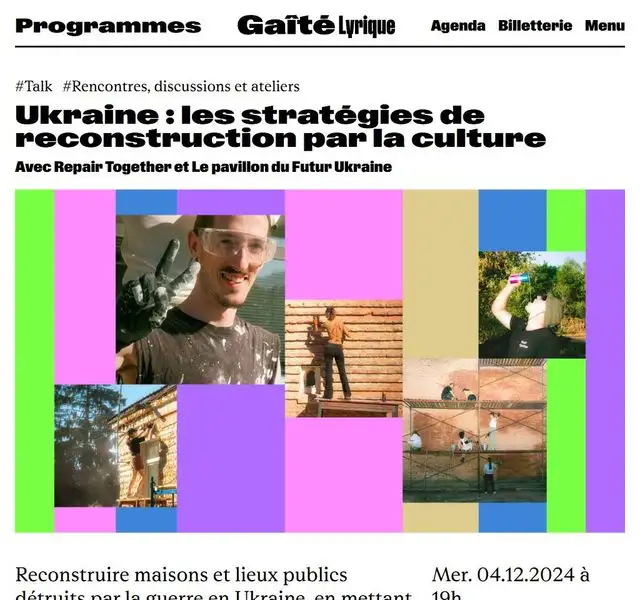 Programmes
Gaîté Lyrique
Agenda Billetterie Menu
#Talk #Rencontres, discussions et ateliers
Ukraine : les stratégies de
reconstruction par la culture
Avec Repair Together et Le pavillon du Futur Ukraine
Reconstruire maisons et lieux publics
détruits par la guerre en Ukraine, en mettant
Mer. 04.12.2024 à
19h